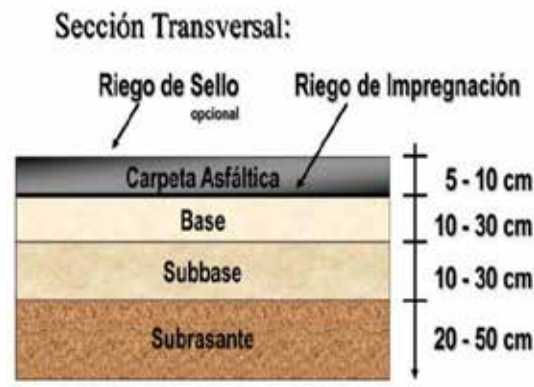 Sección Transversal:
Riego de Sello
opcional
Riego de Impregnación
Carpeta Asfáltica
5 - 10 cm
Base
10 - 30 cm
Subbase
10 - 30 cm
Subrasante
20 - 50 cm